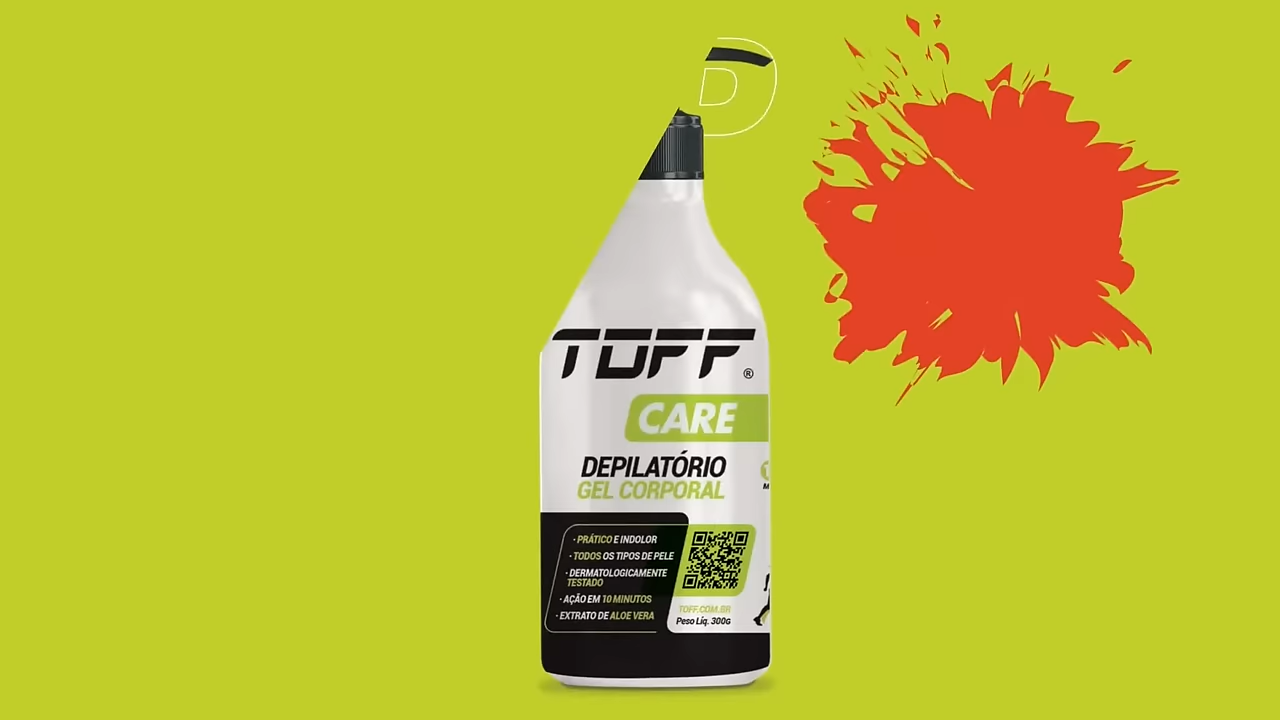 D
TOFF
®
CARE
DEPILATÓRIO
GEL CORPORAL
· PRÁTICO E INDOLOR
· TODOS OS TIPOS DE PELE
· DERMATOLOGICAMENTE
TESTADO
· AÇÃO EM 10 MINUTOS
· EXTRATO DE ALOE VERA
TOFF.COM.BR
Peso Líq. 300G